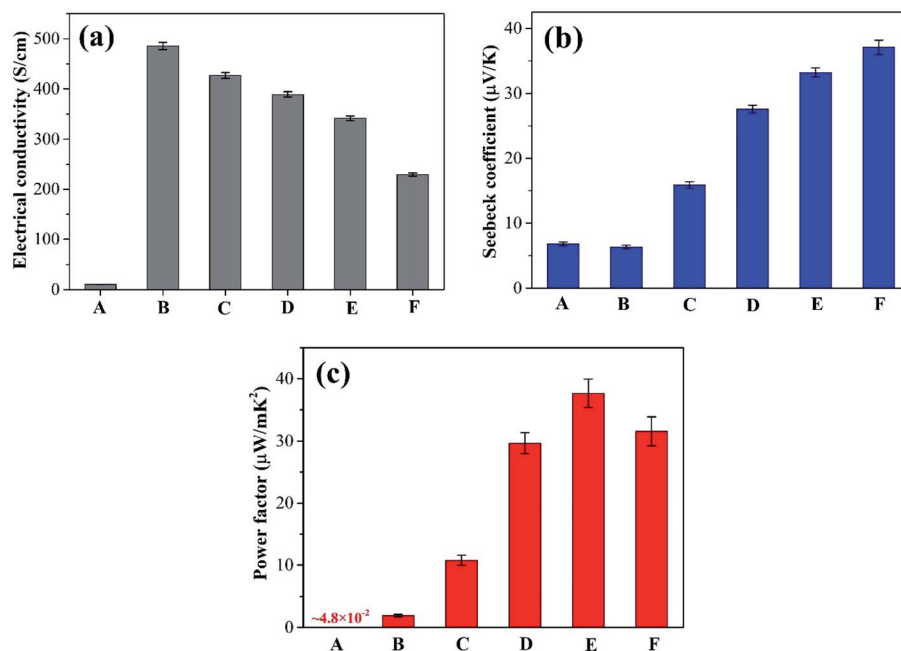 (a)
Electrical conductivity (S/cm)
500
400
300
200
100
0
A B C D E F
(b)
Seebeck coefficient (μV/K)
40
30
20
10
0
A B C D E F
(c)
Power factor (μW/mK²)
40
30
20
10
0
~4.8×10⁻²
A B C D E F